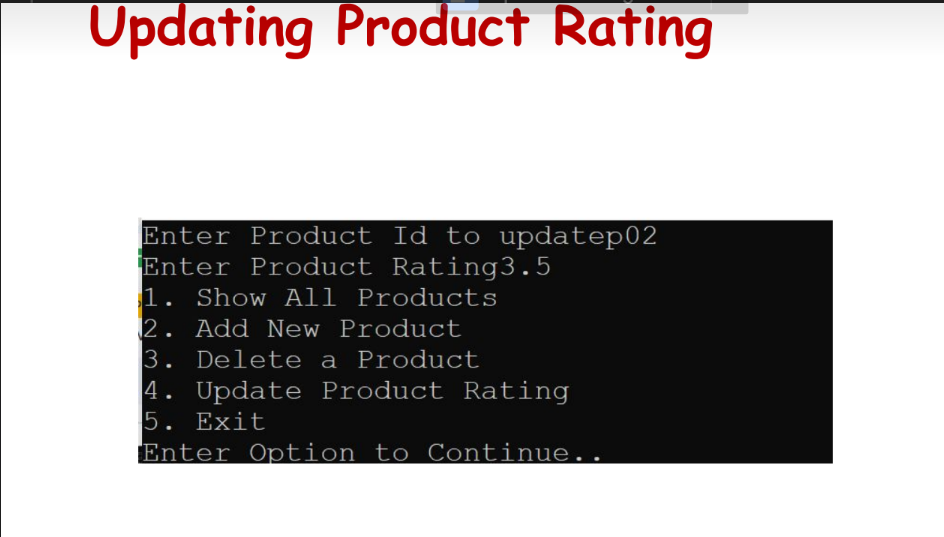 Updating Product Rating
Enter Product Id to updatep02
Enter Product Rating3.5
1. Show All Products
2. Add New Product
3. Delete a Product
4. Update Product Rating
5. Exit
Enter Option to Continue..